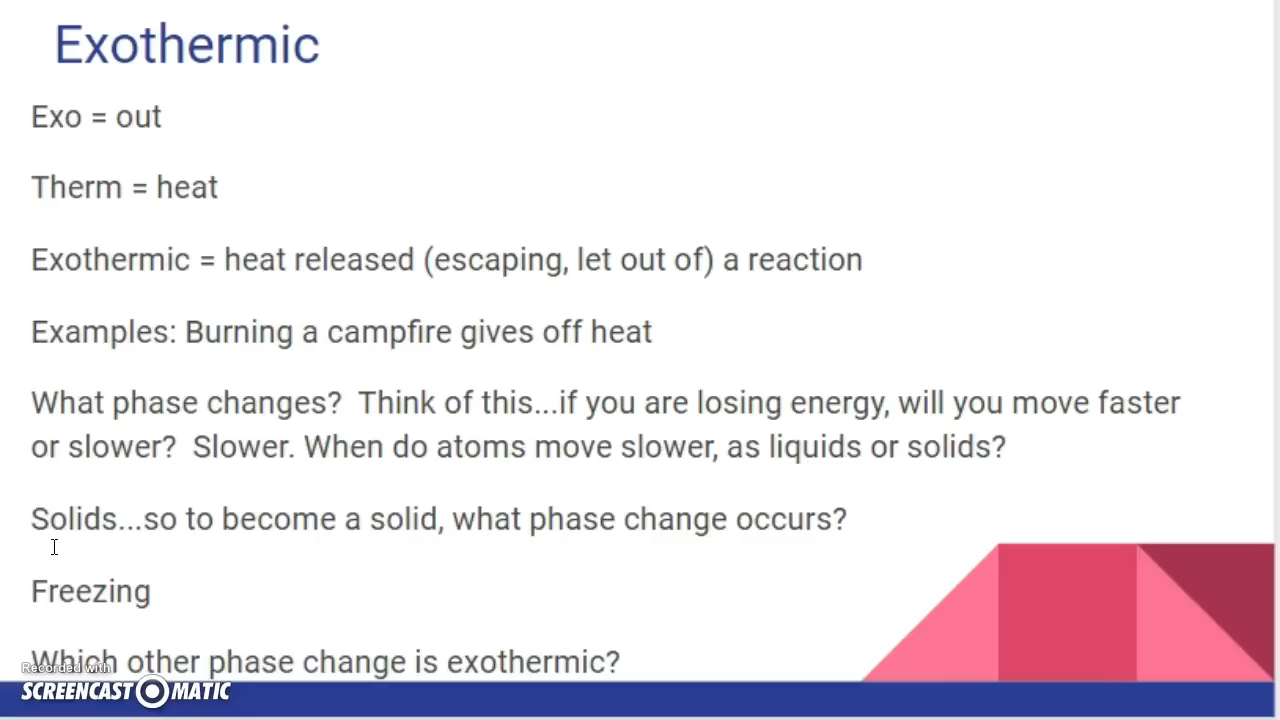 Exothermic
Exo = out
Therm = heat
Exothermic = heat released (escaping, let out of) a reaction
Examples: Burning a campfire gives off heat
What phase changes?  Think of this...if you are losing energy, will you move faster
or slower?  Slower. When do atoms move slower, as liquids or solids?
Solids...so to become a solid, what phase change occurs?
Freezing
Which other phase change is exothermic?
Recorded with
SCREENCAST MATIC